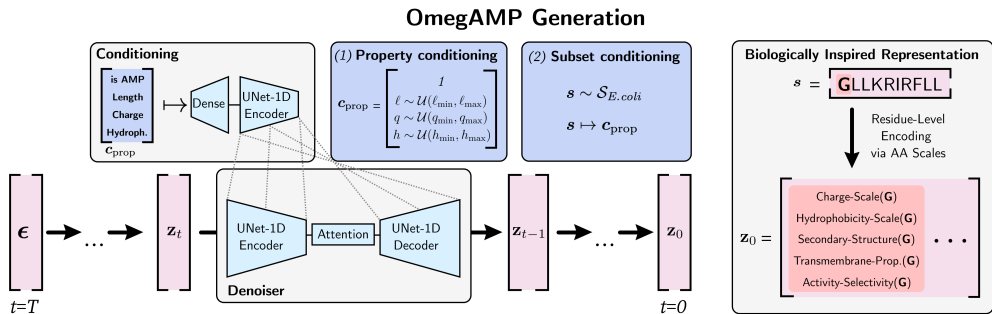 OmegAMP Generation
Conditioning
is AMP
Length
Charge
Hydroph.
c_prop
Dense
UNet-1D
Encoder
(1) Property conditioning
c_prop =
1
ℓ ∼ U(ℓ_min, ℓ_max)
q ∼ U(q_min, q_max)
h ∼ U(h_min, h_max)
(2) Subset conditioning
s ∼ S_E.coli
s ↦ c_prop
ϵ
...
z_t
UNet-1D
Encoder
Attention
UNet-1D
Decoder
Denoiser
z_{t−1}
...
z_0
t=T
t=0
Biologically Inspired Representation
s = GLLKRIRFLL
Residue-Level
Encoding
via AA Scales
z_0 =
Charge-Scale(G)
Hydrophobicity-Scale(G)
Secondary-Structure(G)
Transmembrane-Prop.(G)
Activity-Selectivity(G)
• • •